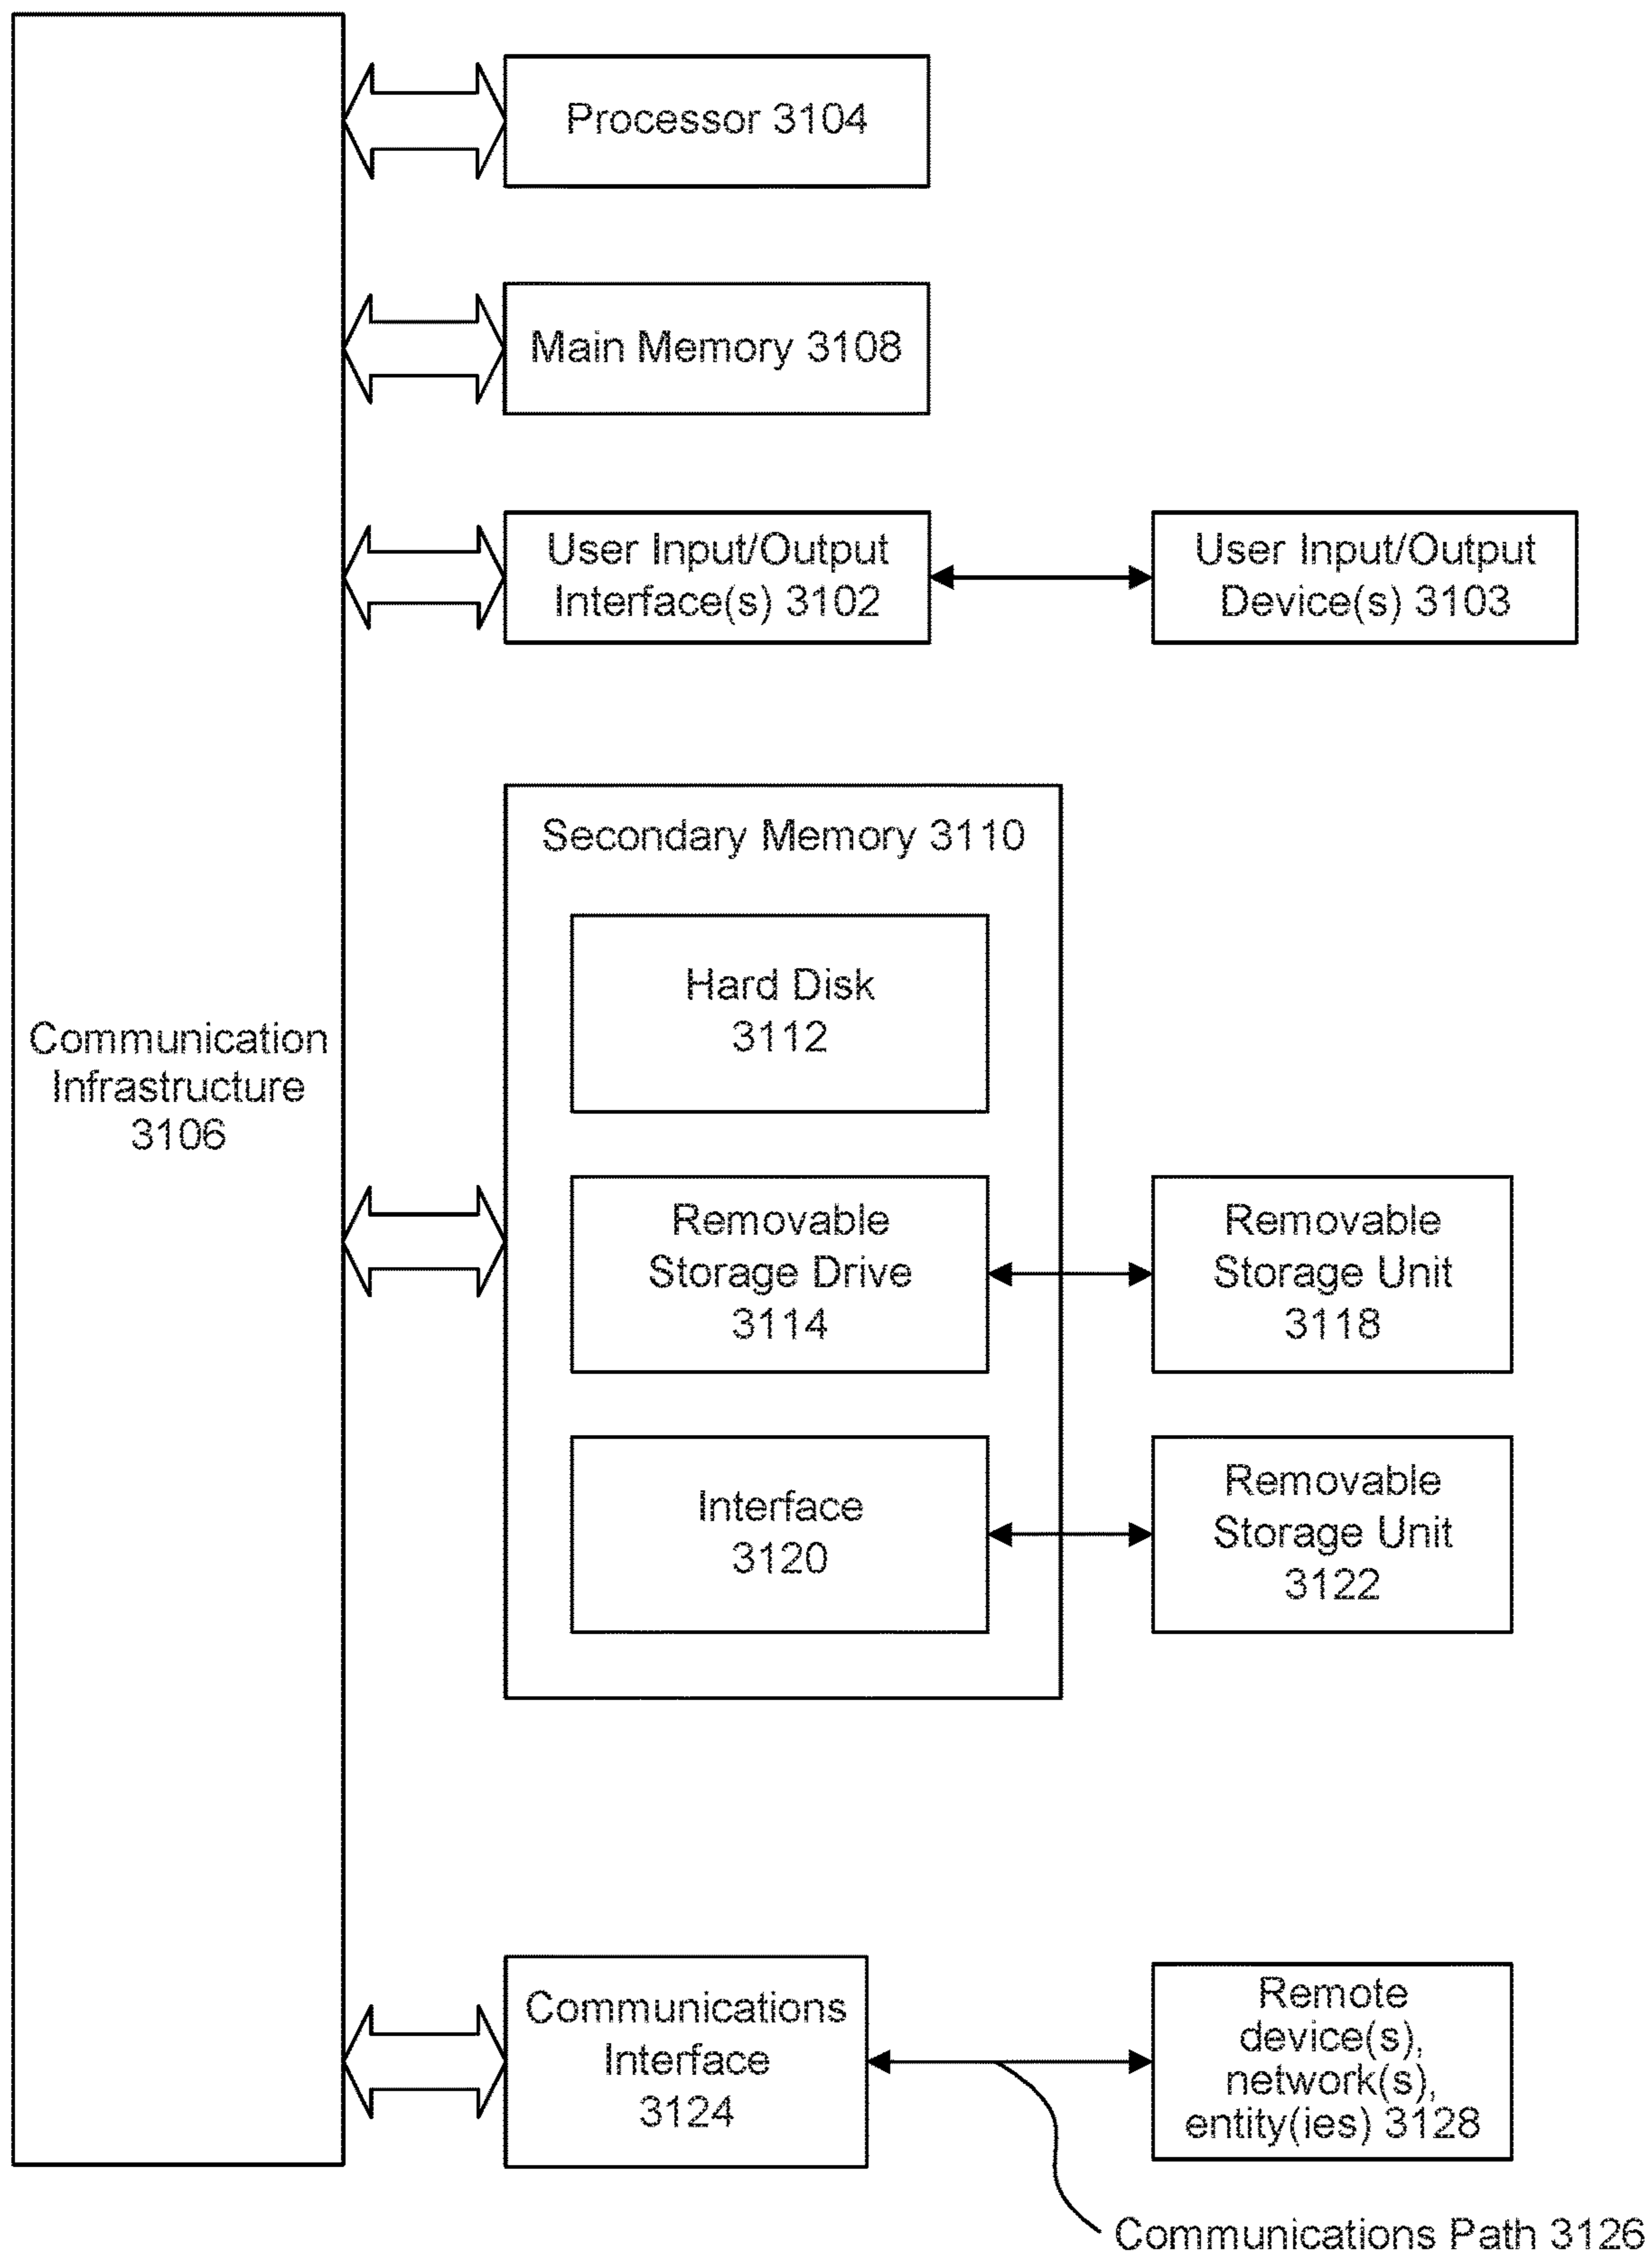 Processor 3104
Main Memory 3108
User Input/Output
Interface(s) 3102
User Input/Output
Device(s) 3103
Secondary Memory 3110
Hard Disk
3112
Communication
Infrastructure
3106
Removable
Storage Drive
3114
Removable
Storage Unit
3118
Interface
3120
Removable
Storage Unit
3122
Communications
Interface
3124
Remote
device(s),
network(s),
entity(ies) 3128
Communications Path 3126